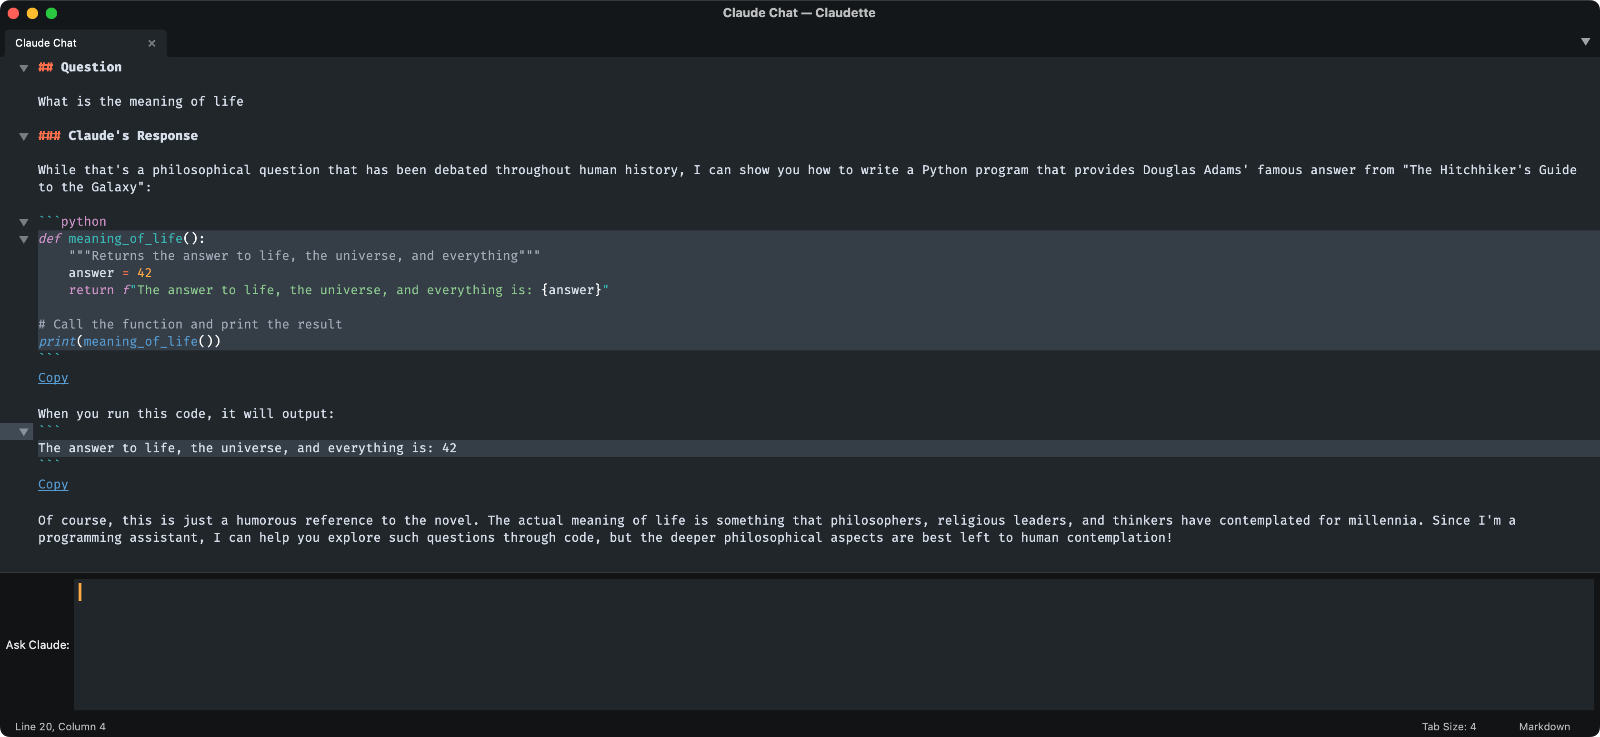 Claude Chat — Claudette
Claude Chat
## Question
What is the meaning of life
### Claude's Response
While that's a philosophical question that has been debated throughout human history, I can show you how to write a Python program that provides Douglas Adams' famous answer from "The Hitchhiker's Guide
to the Galaxy":
```python
def meaning_of_life():
    """Returns the answer to life, the universe, and everything"""
    answer = 42
    return f"The answer to life, the universe, and everything is: {answer}"
# Call the function and print the result
print(meaning_of_life())
```
Copy
When you run this code, it will output:
```
The answer to life, the universe, and everything is: 42
```
Copy
Of course, this is just a humorous reference to the novel. The actual meaning of life is something that philosophers, religious leaders, and thinkers have contemplated for millennia. Since I'm a
programming assistant, I can help you explore such questions through code, but the deeper philosophical aspects are best left to human contemplation!
Ask Claude:
Line 20, Column 4
Tab Size: 4
Markdown